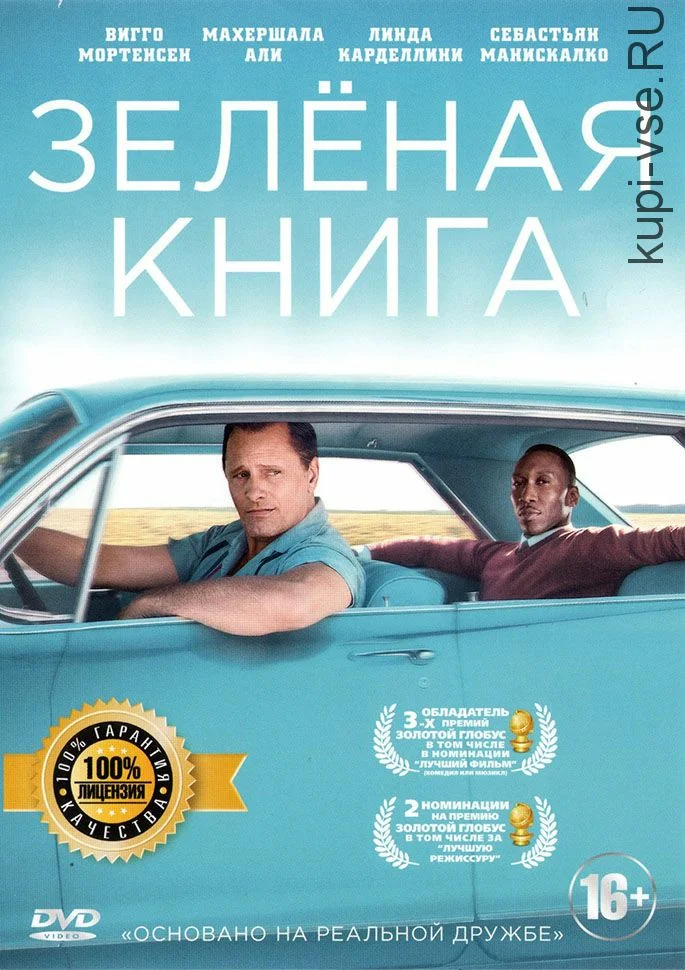 ВИГГО МОРТЕНСЕН
МАХЕРШАЛА АЛИ
ЛИНДА КАРДЕЛЛИНИ
СЕБАСТЬЯН МАНИСКАЛКО
kupi-vse.RU
ЗЕЛЁНАЯ
КНИГА
100% ГАРАНТИЯ
100%
ЛИЦЕНЗИЯ
КАЧЕСТВА
3-Х ОБЛАДАТЕЛЬ
ПРЕМИЙ
ЗОЛОТОЙ ГЛОБУС
В ТОМ ЧИСЛЕ
В НОМИНАЦИИ
"ЛУЧШИЙ ФИЛЬМ"
(КОМЕДИЯ ИЛИ МЮЗИКЛ)
2 НОМИНАЦИИ
НА ПРЕМИЮ
ЗОЛОТОЙ ГЛОБУС
В ТОМ ЧИСЛЕ ЗА
"ЛУЧШУЮ
РЕЖИССУРУ"
16+
DVD
VIDEO
«ОСНОВАНО НА РЕАЛЬНОЙ ДРУЖБЕ»